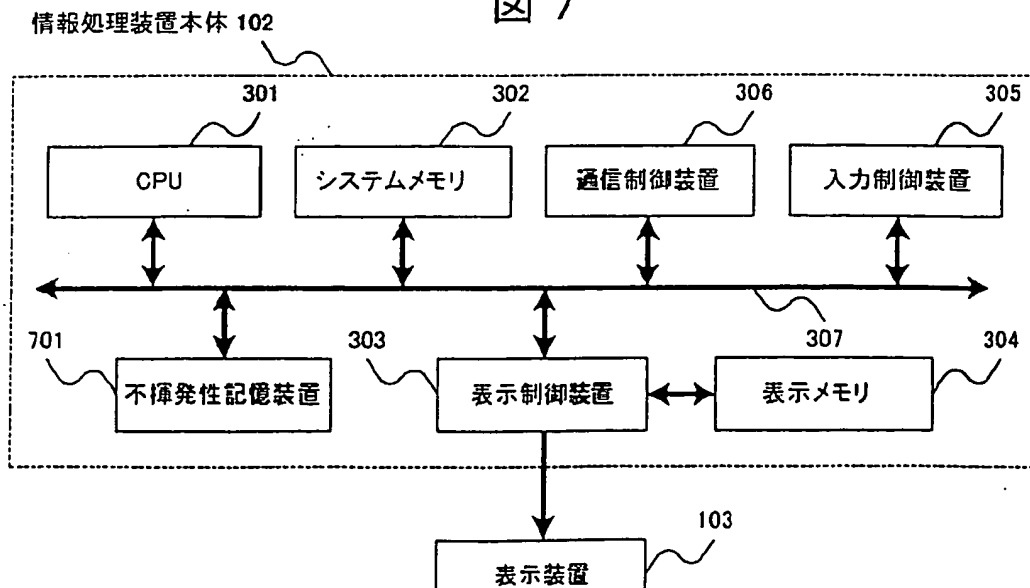 図 7
情報処理装置本体 102
301
302
306
305
CPU
システムメモリ
通信制御装置
入力制御装置
701
303
307
304
不揮発性記憶装置
表示制御装置
表示メモリ
103
表示装置